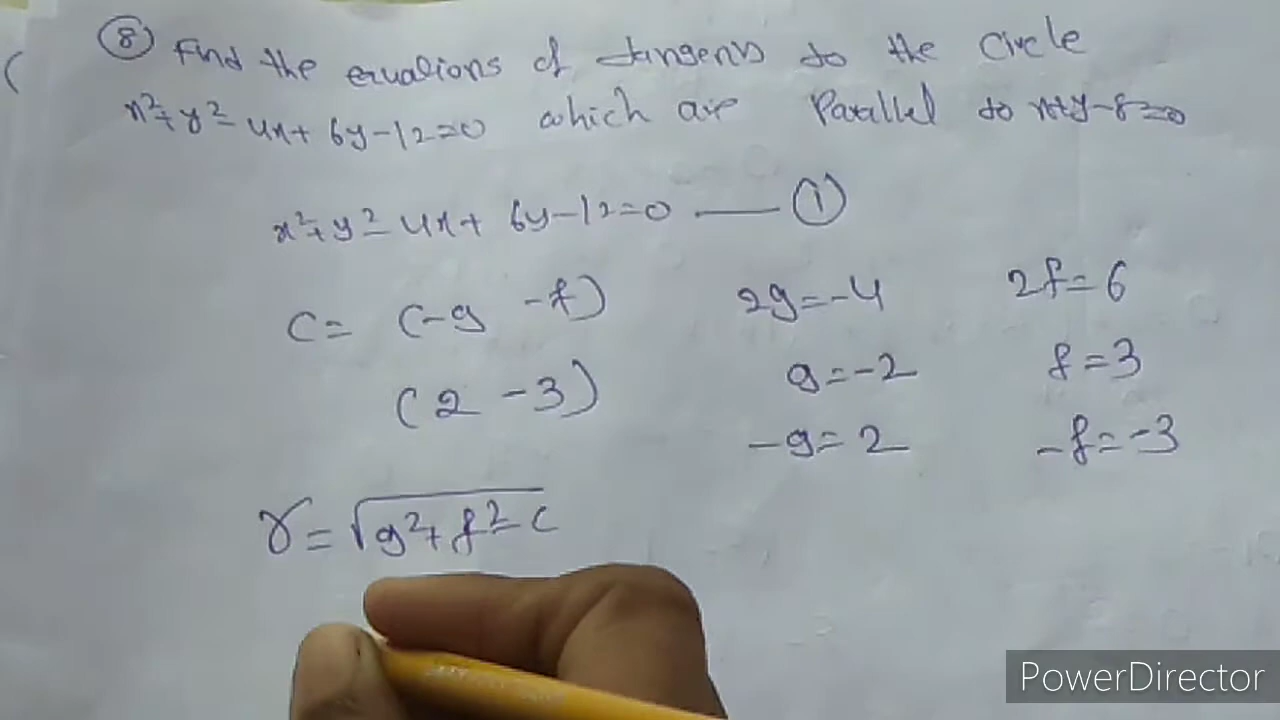 ⑧ Find the equations of tangents to the circle
x²+y²-4x+6y-12=0 which are parallel to x+y-8=0
x²+y²-4x+6y-12=0 —— ①
C= (-g -f) 2g=-4 2f=6
(2 -3) g=-2 f=3
-g=2 -f=-3
r=√g²+f²-c
PowerDirector